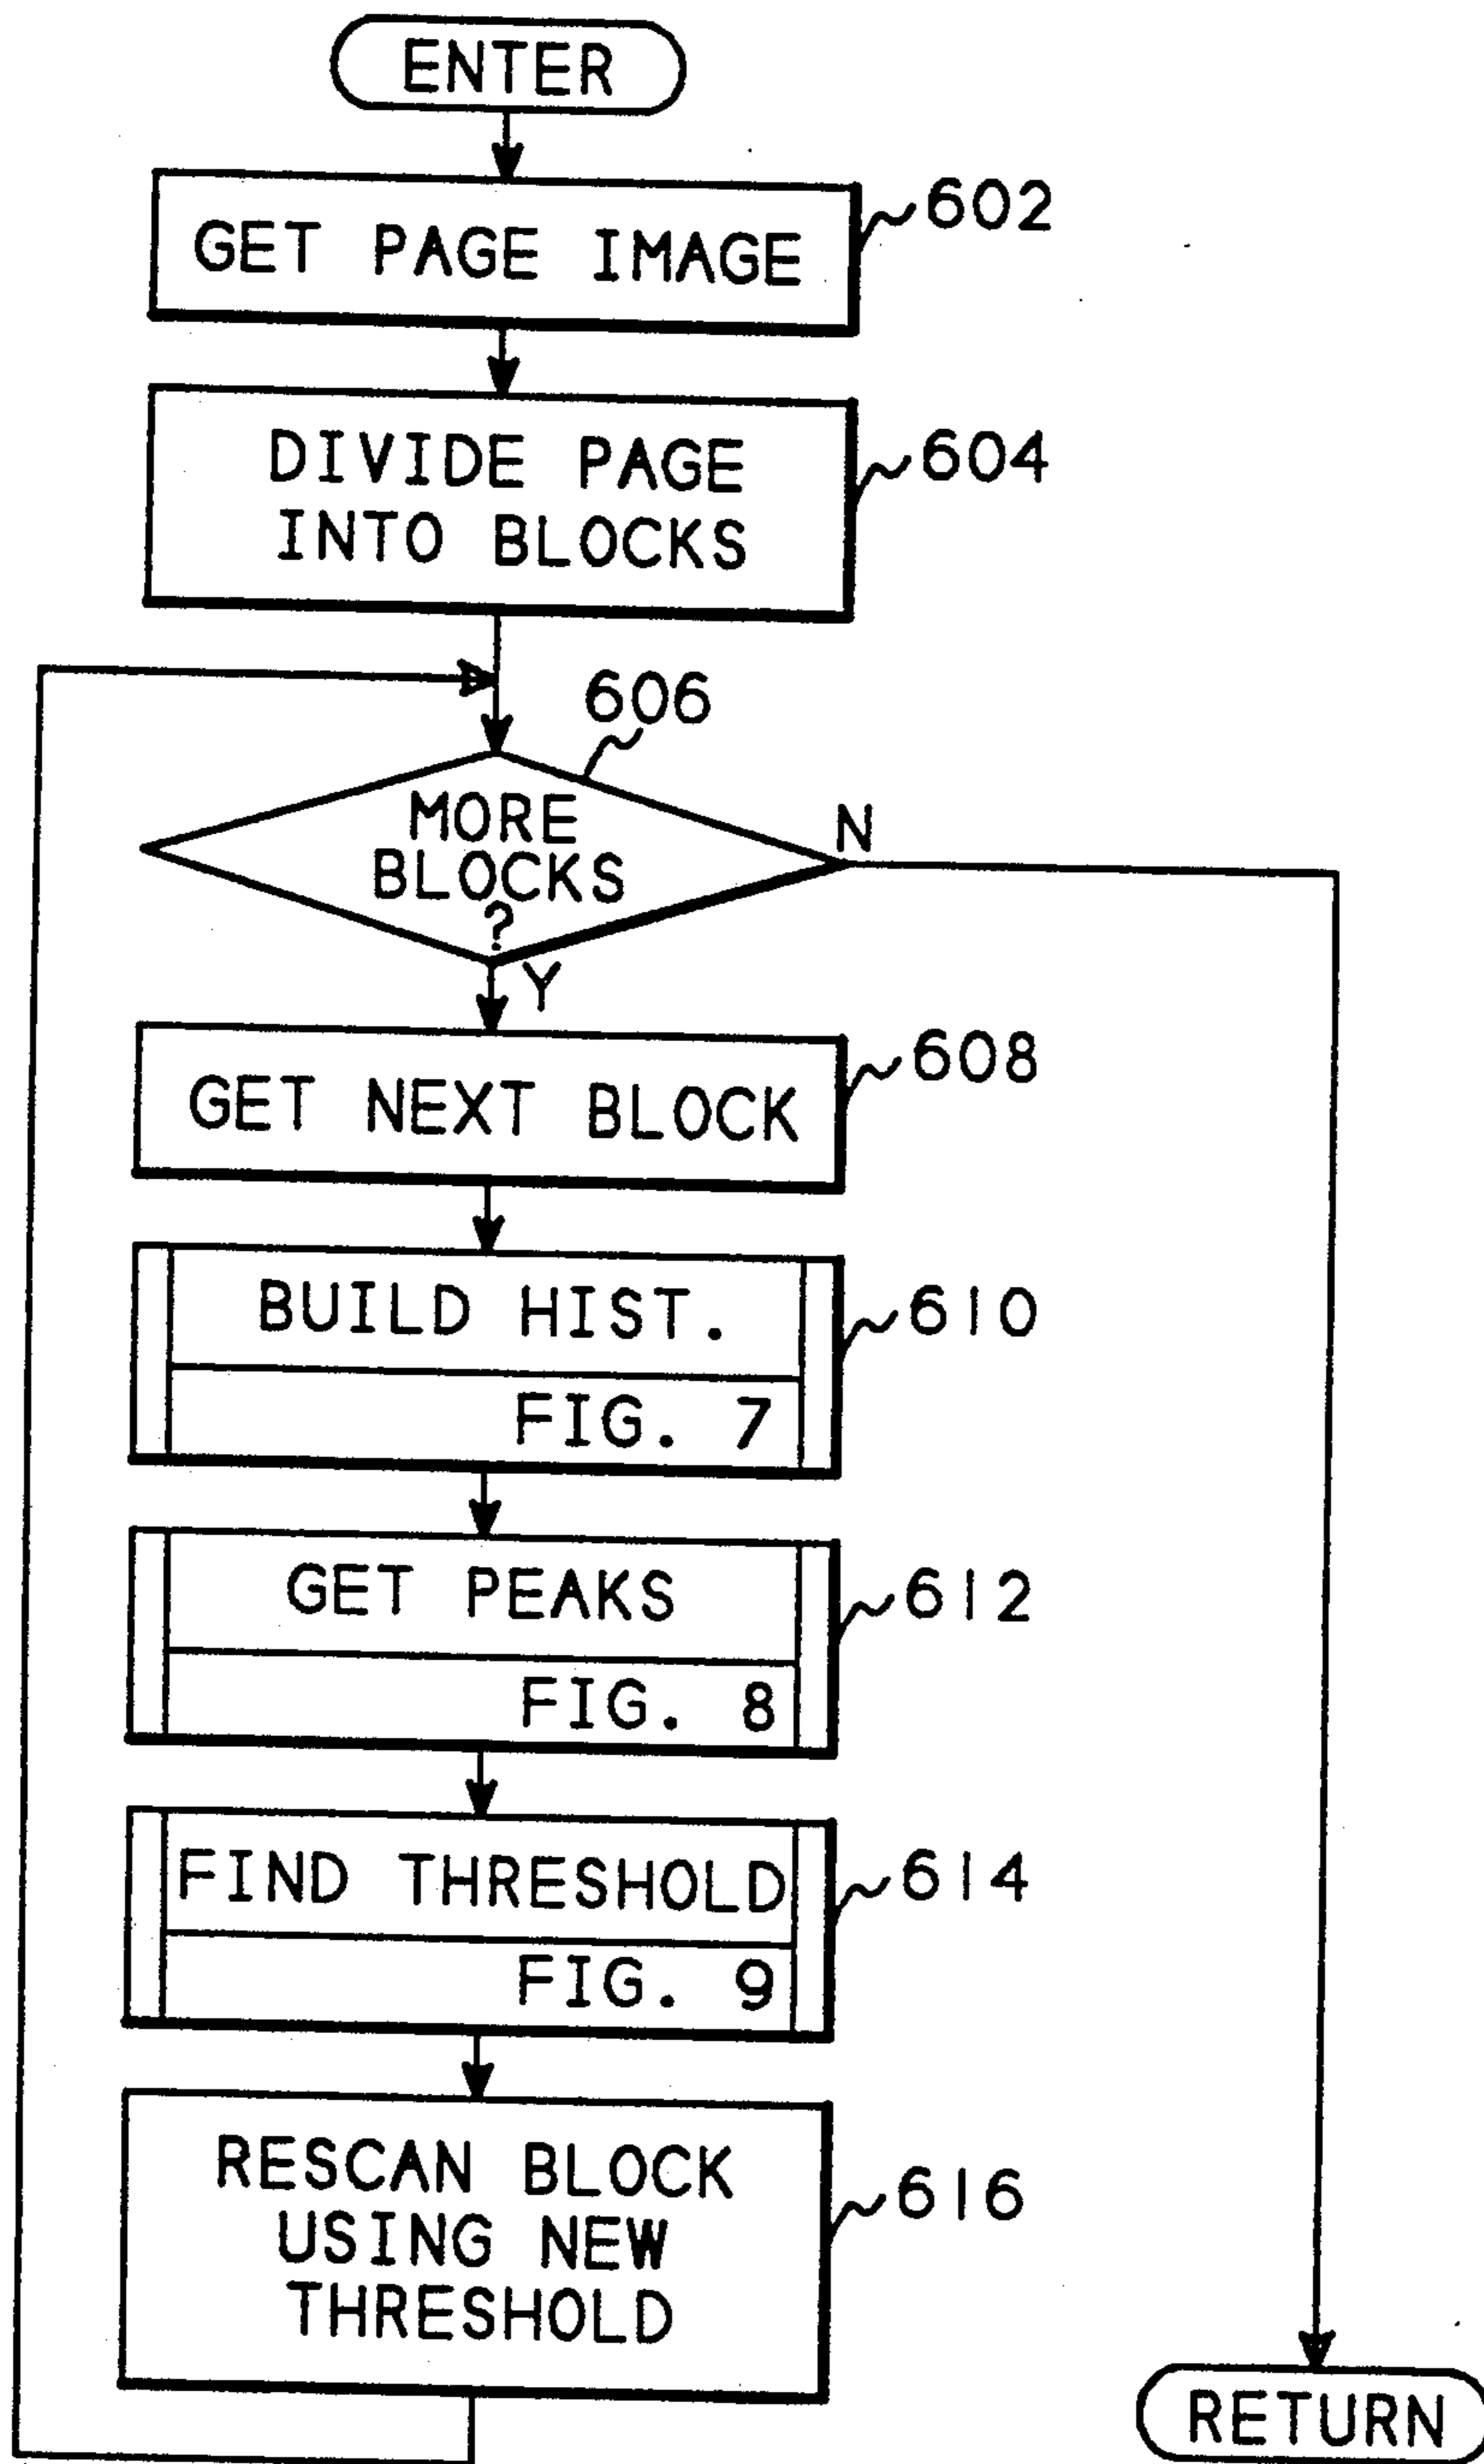 ENTER
GET PAGE IMAGE
602
DIVIDE PAGE
INTO BLOCKS
604
606
MORE
BLOCKS
?
N
Y
GET NEXT BLOCK
608
BUILD HIST.
FIG. 7
610
GET PEAKS
FIG. 8
612
FIND THRESHOLD
FIG. 9
614
RESCAN BLOCK
USING NEW
THRESHOLD
616
RETURN